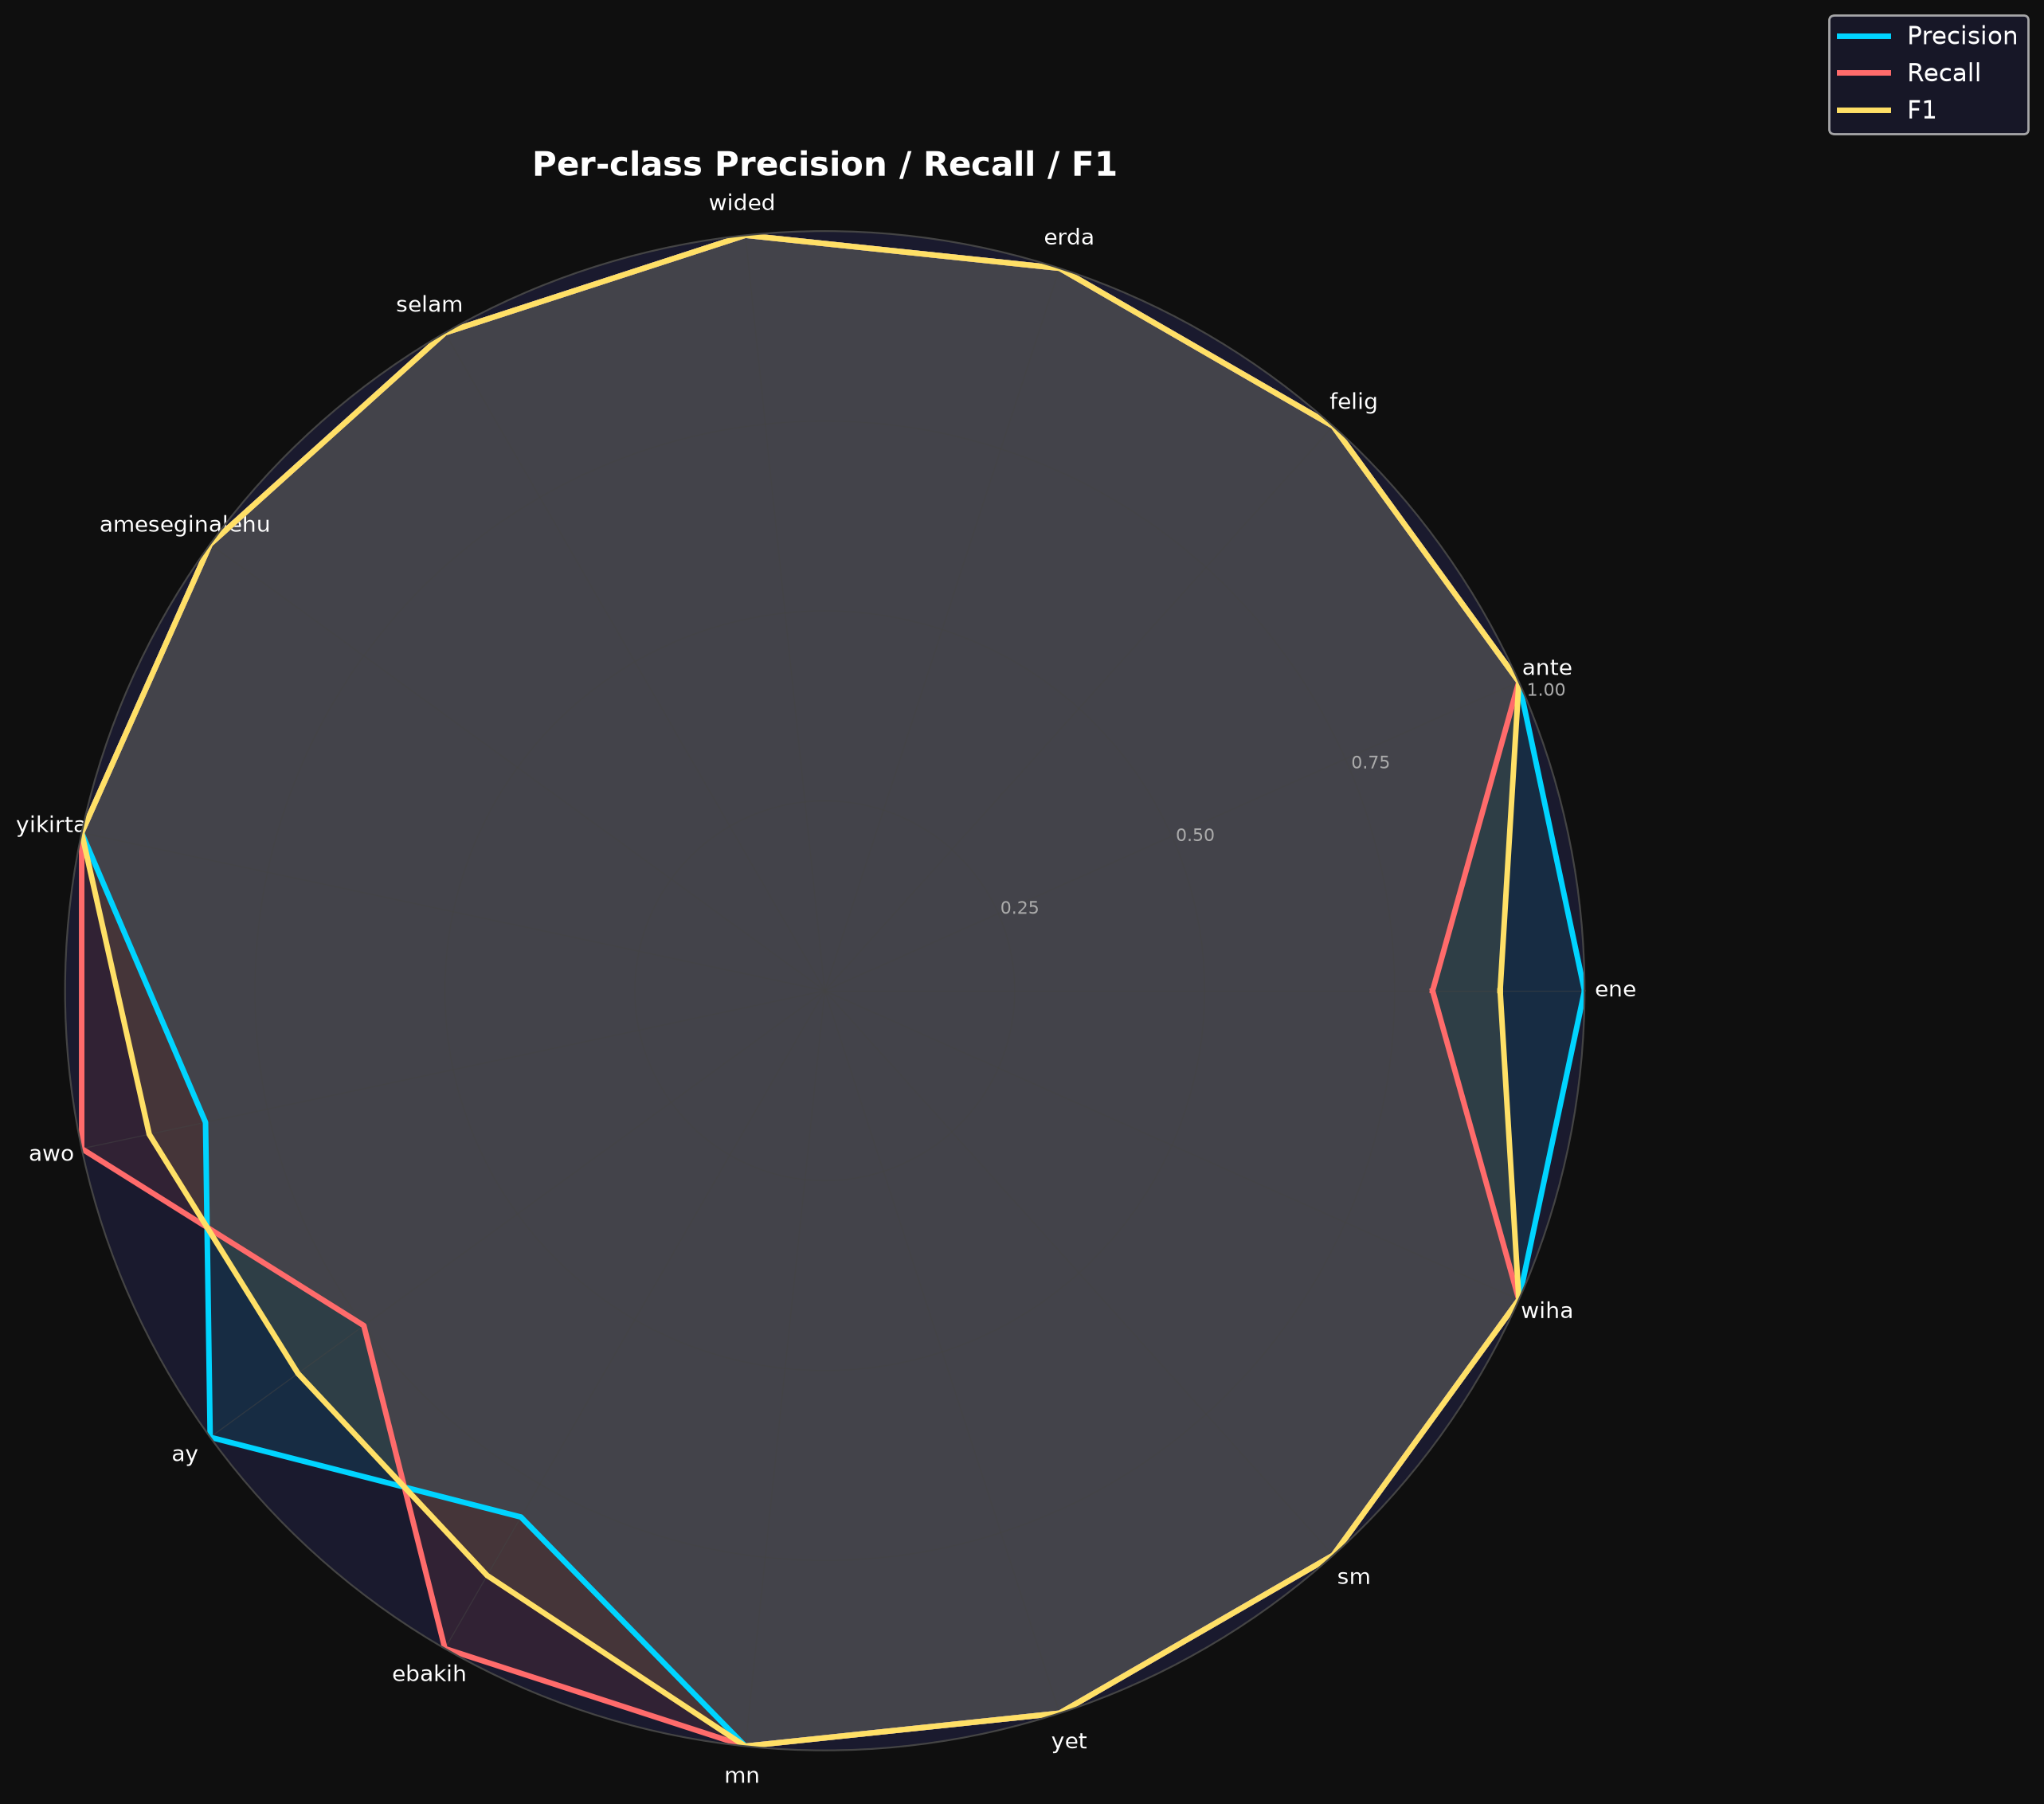 Precision
Recall
F1
Per-class Precision / Recall / F1
wided
erda
selam
felig
ameseginalehu
ante
1.00
0.75
yikirta
0.50
0.25
ene
awo
wiha
ay
sm
ebakih
yet
mn